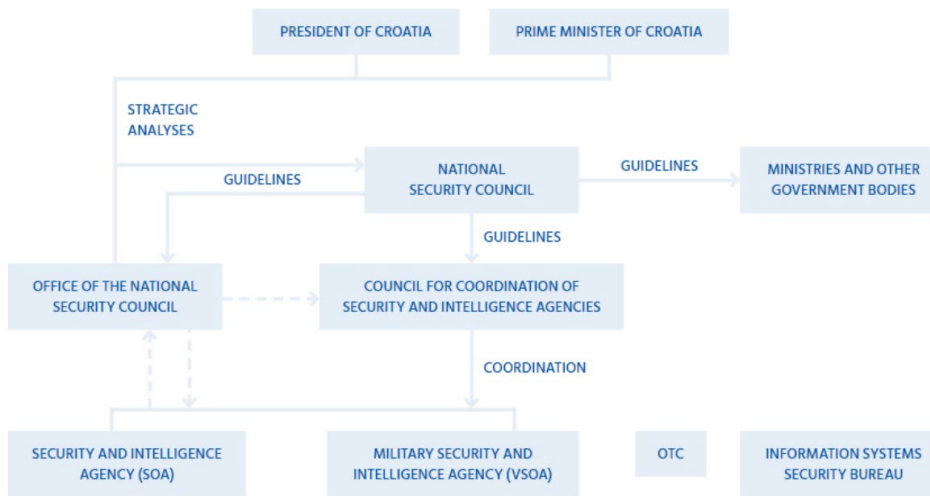 PRESIDENT OF CROATIA
PRIME MINISTER OF CROATIA
STRATEGIC
ANALYSES
GUIDELINES
NATIONAL
SECURITY COUNCIL
GUIDELINES
MINISTRIES AND OTHER
GOVERNMENT BODIES
GUIDELINES
OFFICE OF THE NATIONAL
SECURITY COUNCIL
COUNCIL FOR COORDINATION OF
SECURITY AND INTELLIGENCE AGENCIES
COORDINATION
SECURITY AND INTELLIGENCE
AGENCY (SOA)
MILITARY SECURITY AND
INTELLIGENCE AGENCY (VSOA)
OTC
INFORMATION SYSTEMS
SECURITY BUREAU